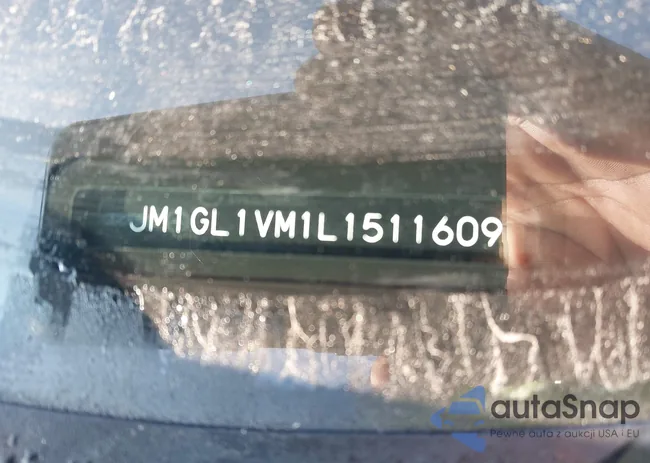 JM1GL1VM1L1511609
autaSnap
Pewne auta z aukcji USA i EU